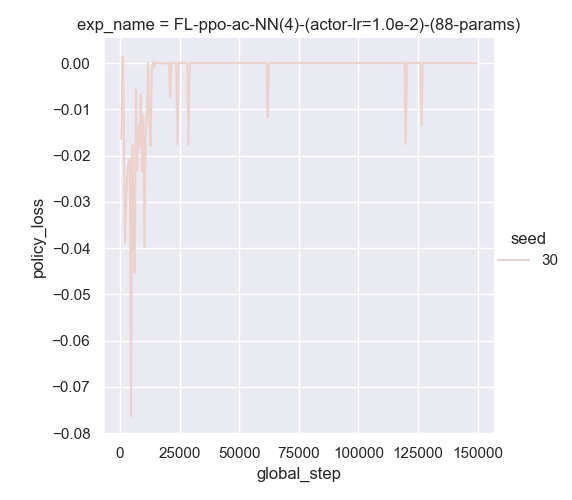 exp_name = FL-ppo-ac-NN(4)-(actor-lr=1.0e-2)-(88-params)
0.00
−0.01
−0.02
−0.03
−0.04
−0.05
−0.06
−0.07
−0.08
policy_loss
0 25000 50000 75000 100000 125000 150000
global_step
seed
30